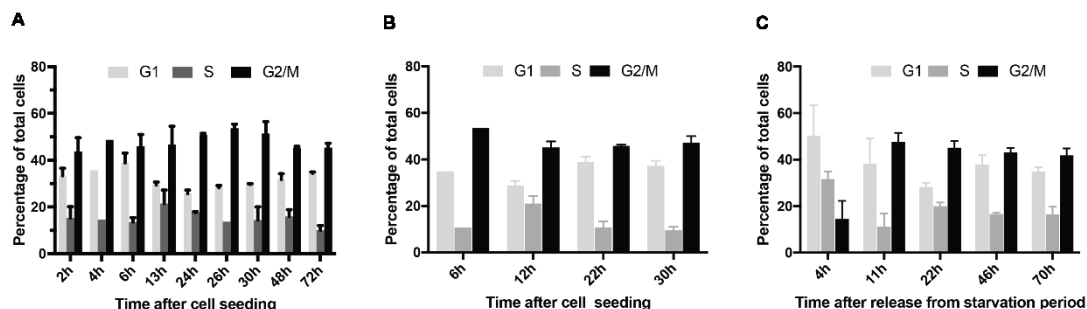 A
G1 S G2/M
Percentage of total cells
80
60
40
20
0
2h 4h 6h 13h 24h 26h 30h 48h 72h
Time after cell seeding
B
G1 S G2/M
Percentage of total cells
80
60
40
20
0
6h 12h 22h 30h
Time after cell seeding
C
G1 S G2/M
Percentage of total cells
80
60
40
20
0
4h 11h 22h 46h 70h
Time after release from starvation period